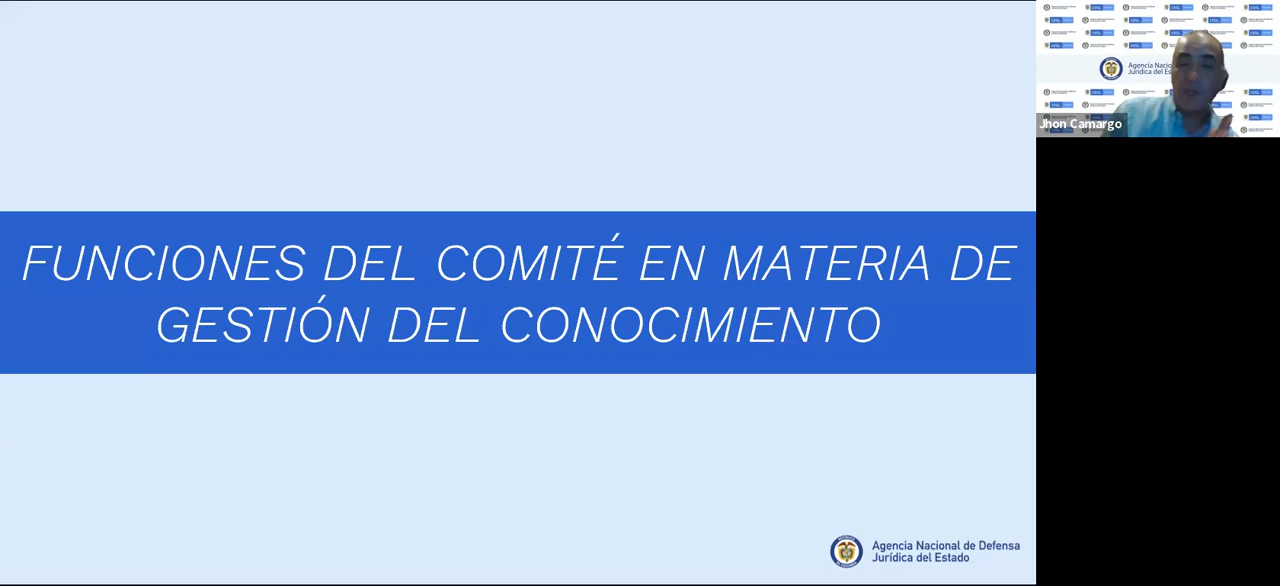 FUNCIONES DEL COMITÉ EN MATERIA DE
GESTIÓN DEL CONOCIMIENTO
Agencia Nacional de Defensa
Jurídica del Estado
Jhon Camargo